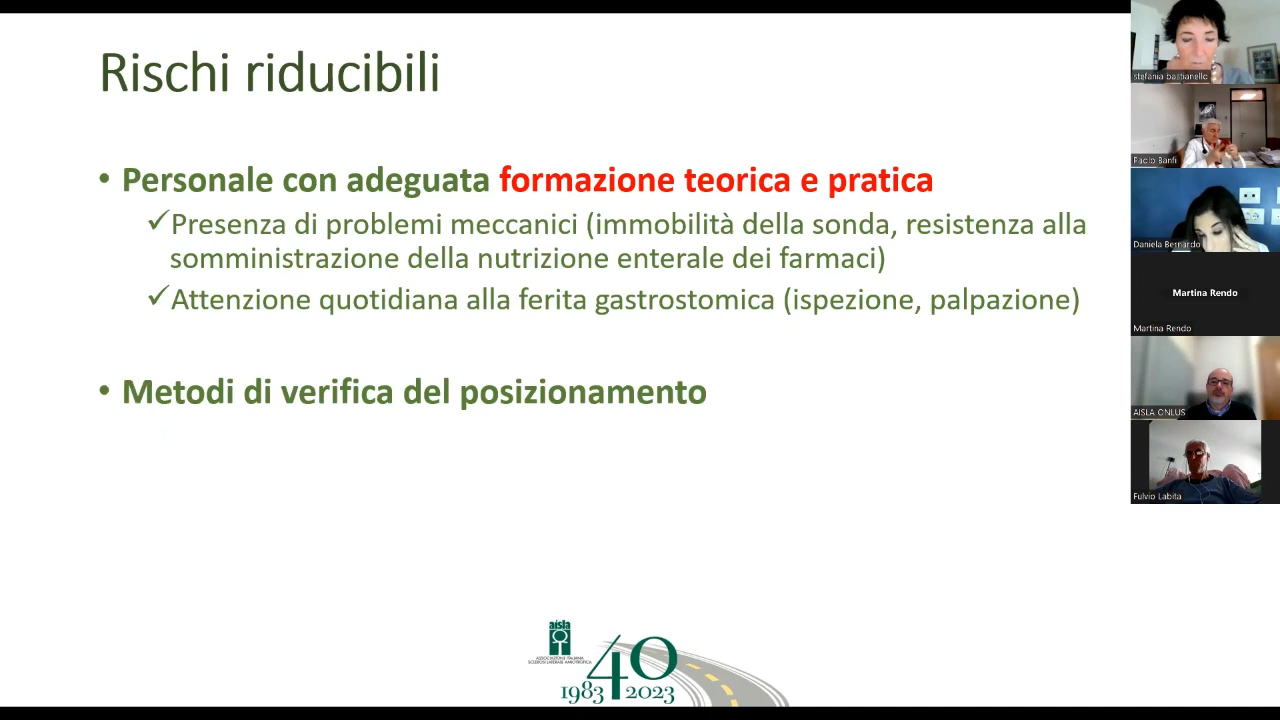 Rischi riducibili
• Personale con adeguata formazione teorica e pratica
✓Presenza di problemi meccanici (immobilità della sonda, resistenza alla
somministrazione della nutrizione enterale dei farmaci)
✓Attenzione quotidiana alla ferita gastrostomica (ispezione, palpazione)
• Metodi di verifica del posizionamento
aisla
ASSOCIAZIONE ITALIANA
SCLEROSI LATERALE AMIOTROFICA
40
1983 2023
stefania bastianello
Paolo Banfi
Daniela Bernardo
Martina Rendo
Martina Rendo
AISLA ONLUS
Fulvio Labita